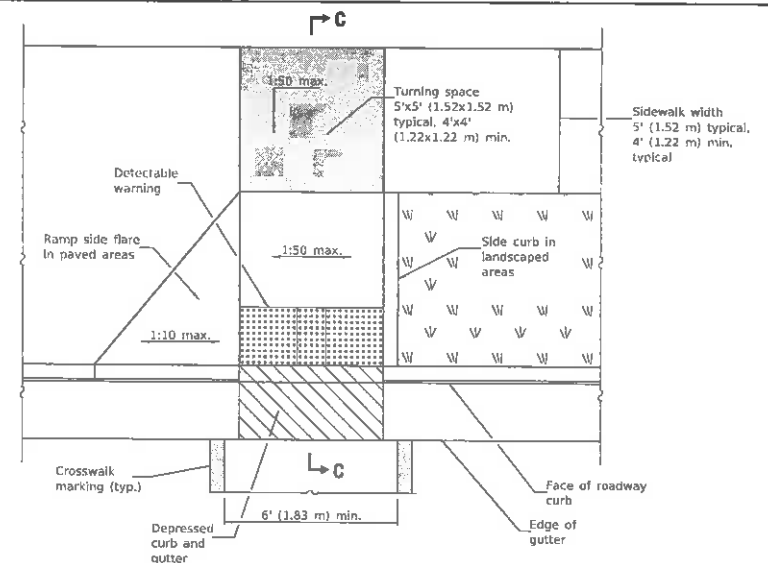 C
1:50 max.
Turning space
5'x5' (1.52x1.52 m)
typical, 4'x4'
(1.22x1.22 m) min.
Sidewalk width
5' (1.52 m) typical,
4' (1.22 m) min.
typical
Detectable
warning
Ramp side flare
in paved areas
1:50 max.
Side curb in
landscaped
areas
1:10 max.
Crosswalk
marking (typ.)
C
Face of roadway
curb
6' (1.83 m) min.
Depressed
curb and
gutter
Edge of
gutter